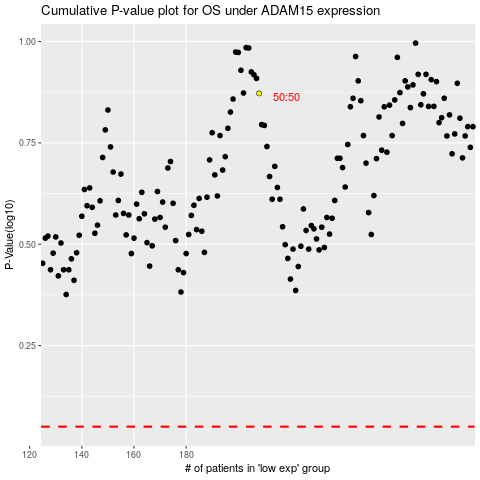 Cumulative P-value plot for OS under ADAM15 expression
1.00
50:50
0.75
P-Value(log10)
0.50
0.25
120 140 160 180
# of patients in 'low exp' group